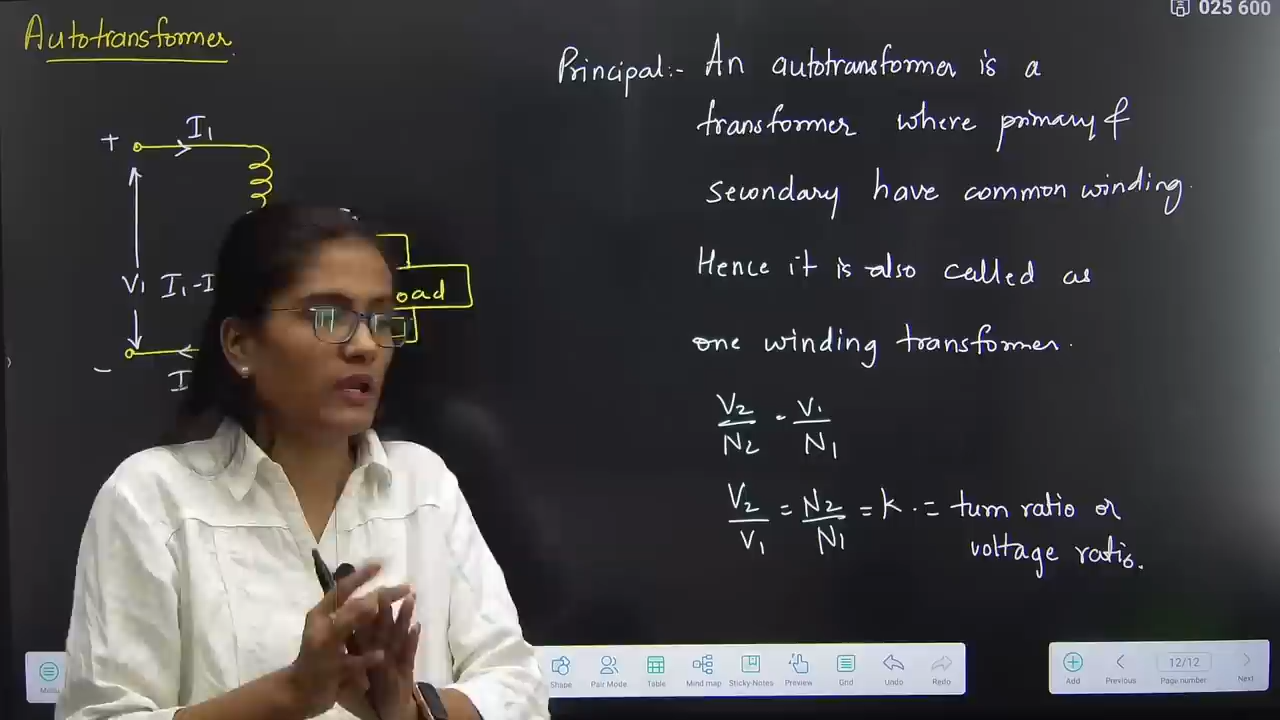 Autotransformer
025 600
Principal:- An autotransformer is a
transformer where primary &
secondary have common winding.
Hence it is also called as
one winding transformer.
V2/N2 - V1/N1
V2/V1 = N2/N1 = K. = turn ratio or
voltage ratio.
+
I1
V1
I1-I
oad
-
I
Menu
Shape
Pair Mode
Table
Mind map
Sticky-Notes
Preview
Grid
Undo
Redo
Add
Previous
12/12
Page number
Next